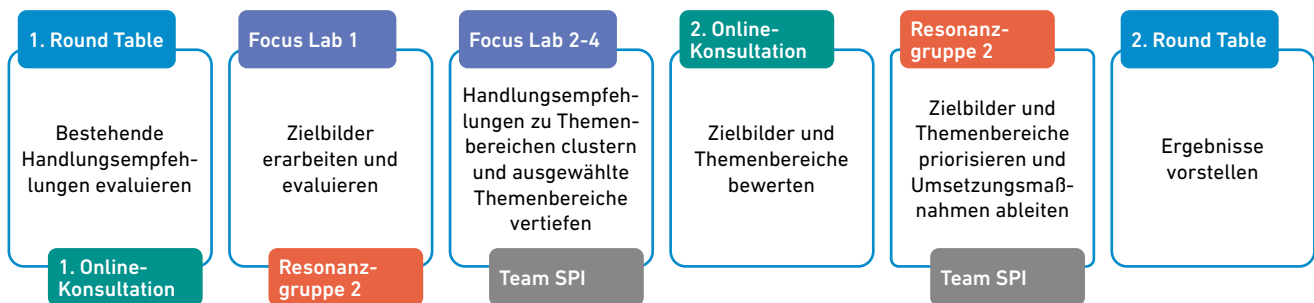 1. Round Table
Bestehende
Handlungsempfeh-
lungen evaluieren
1. Online-
Konsultation
Focus Lab 1
Zielbilder
erarbeiten und
evaluieren
Resonanz-
gruppe 2
Focus Lab 2-4
Handlungsempfeh-
lungen zu Themen-
bereichen clustern
und ausgewählte
Themenbereiche
vertiefen
Team SPI
2. Online-
Konsultation
Zielbilder und
Themenbereiche
bewerten
Resonanz-
gruppe 2
Zielbilder und
Themenbereiche
priorisieren und
Umsetzungsmaß-
nahmen ableiten
Team SPI
2. Round Table
Ergebnisse
vorstellen